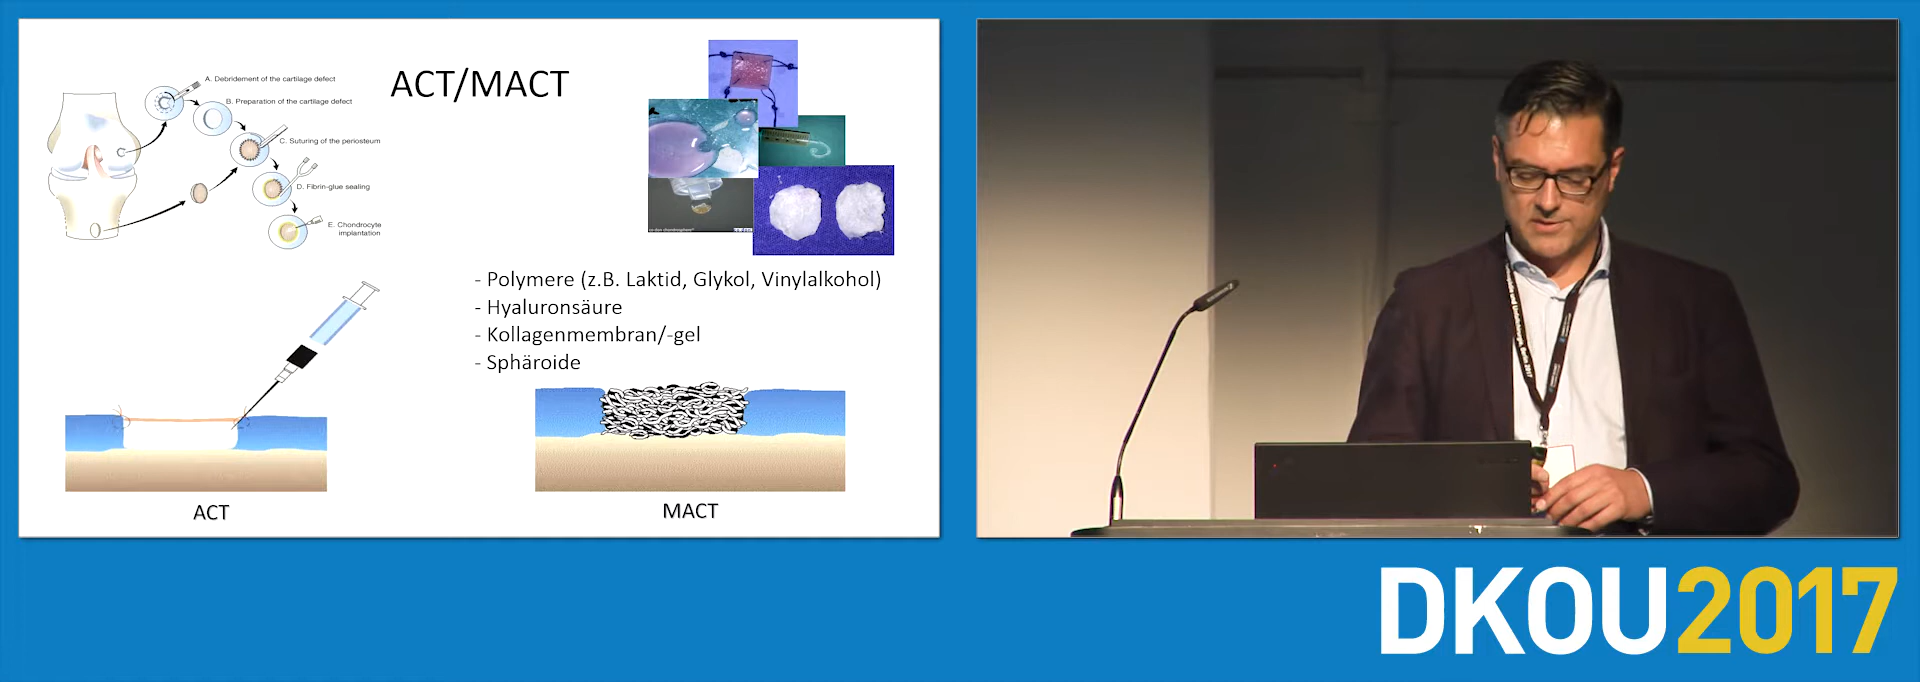 ACT/MACT
A. Debridement of the cartilage defect
B. Preparation of the cartilage defect
C. Suturing of the periosteum
D. Fibrin-glue sealing
E. Chondrocyte
implantation
- Polymere (z.B. Laktid, Glykol, Vinylalkohol)
- Hyaluronsäure
- Kollagenmembran/-gel
- Sphäroide
ACT
MACT
DKOU2017